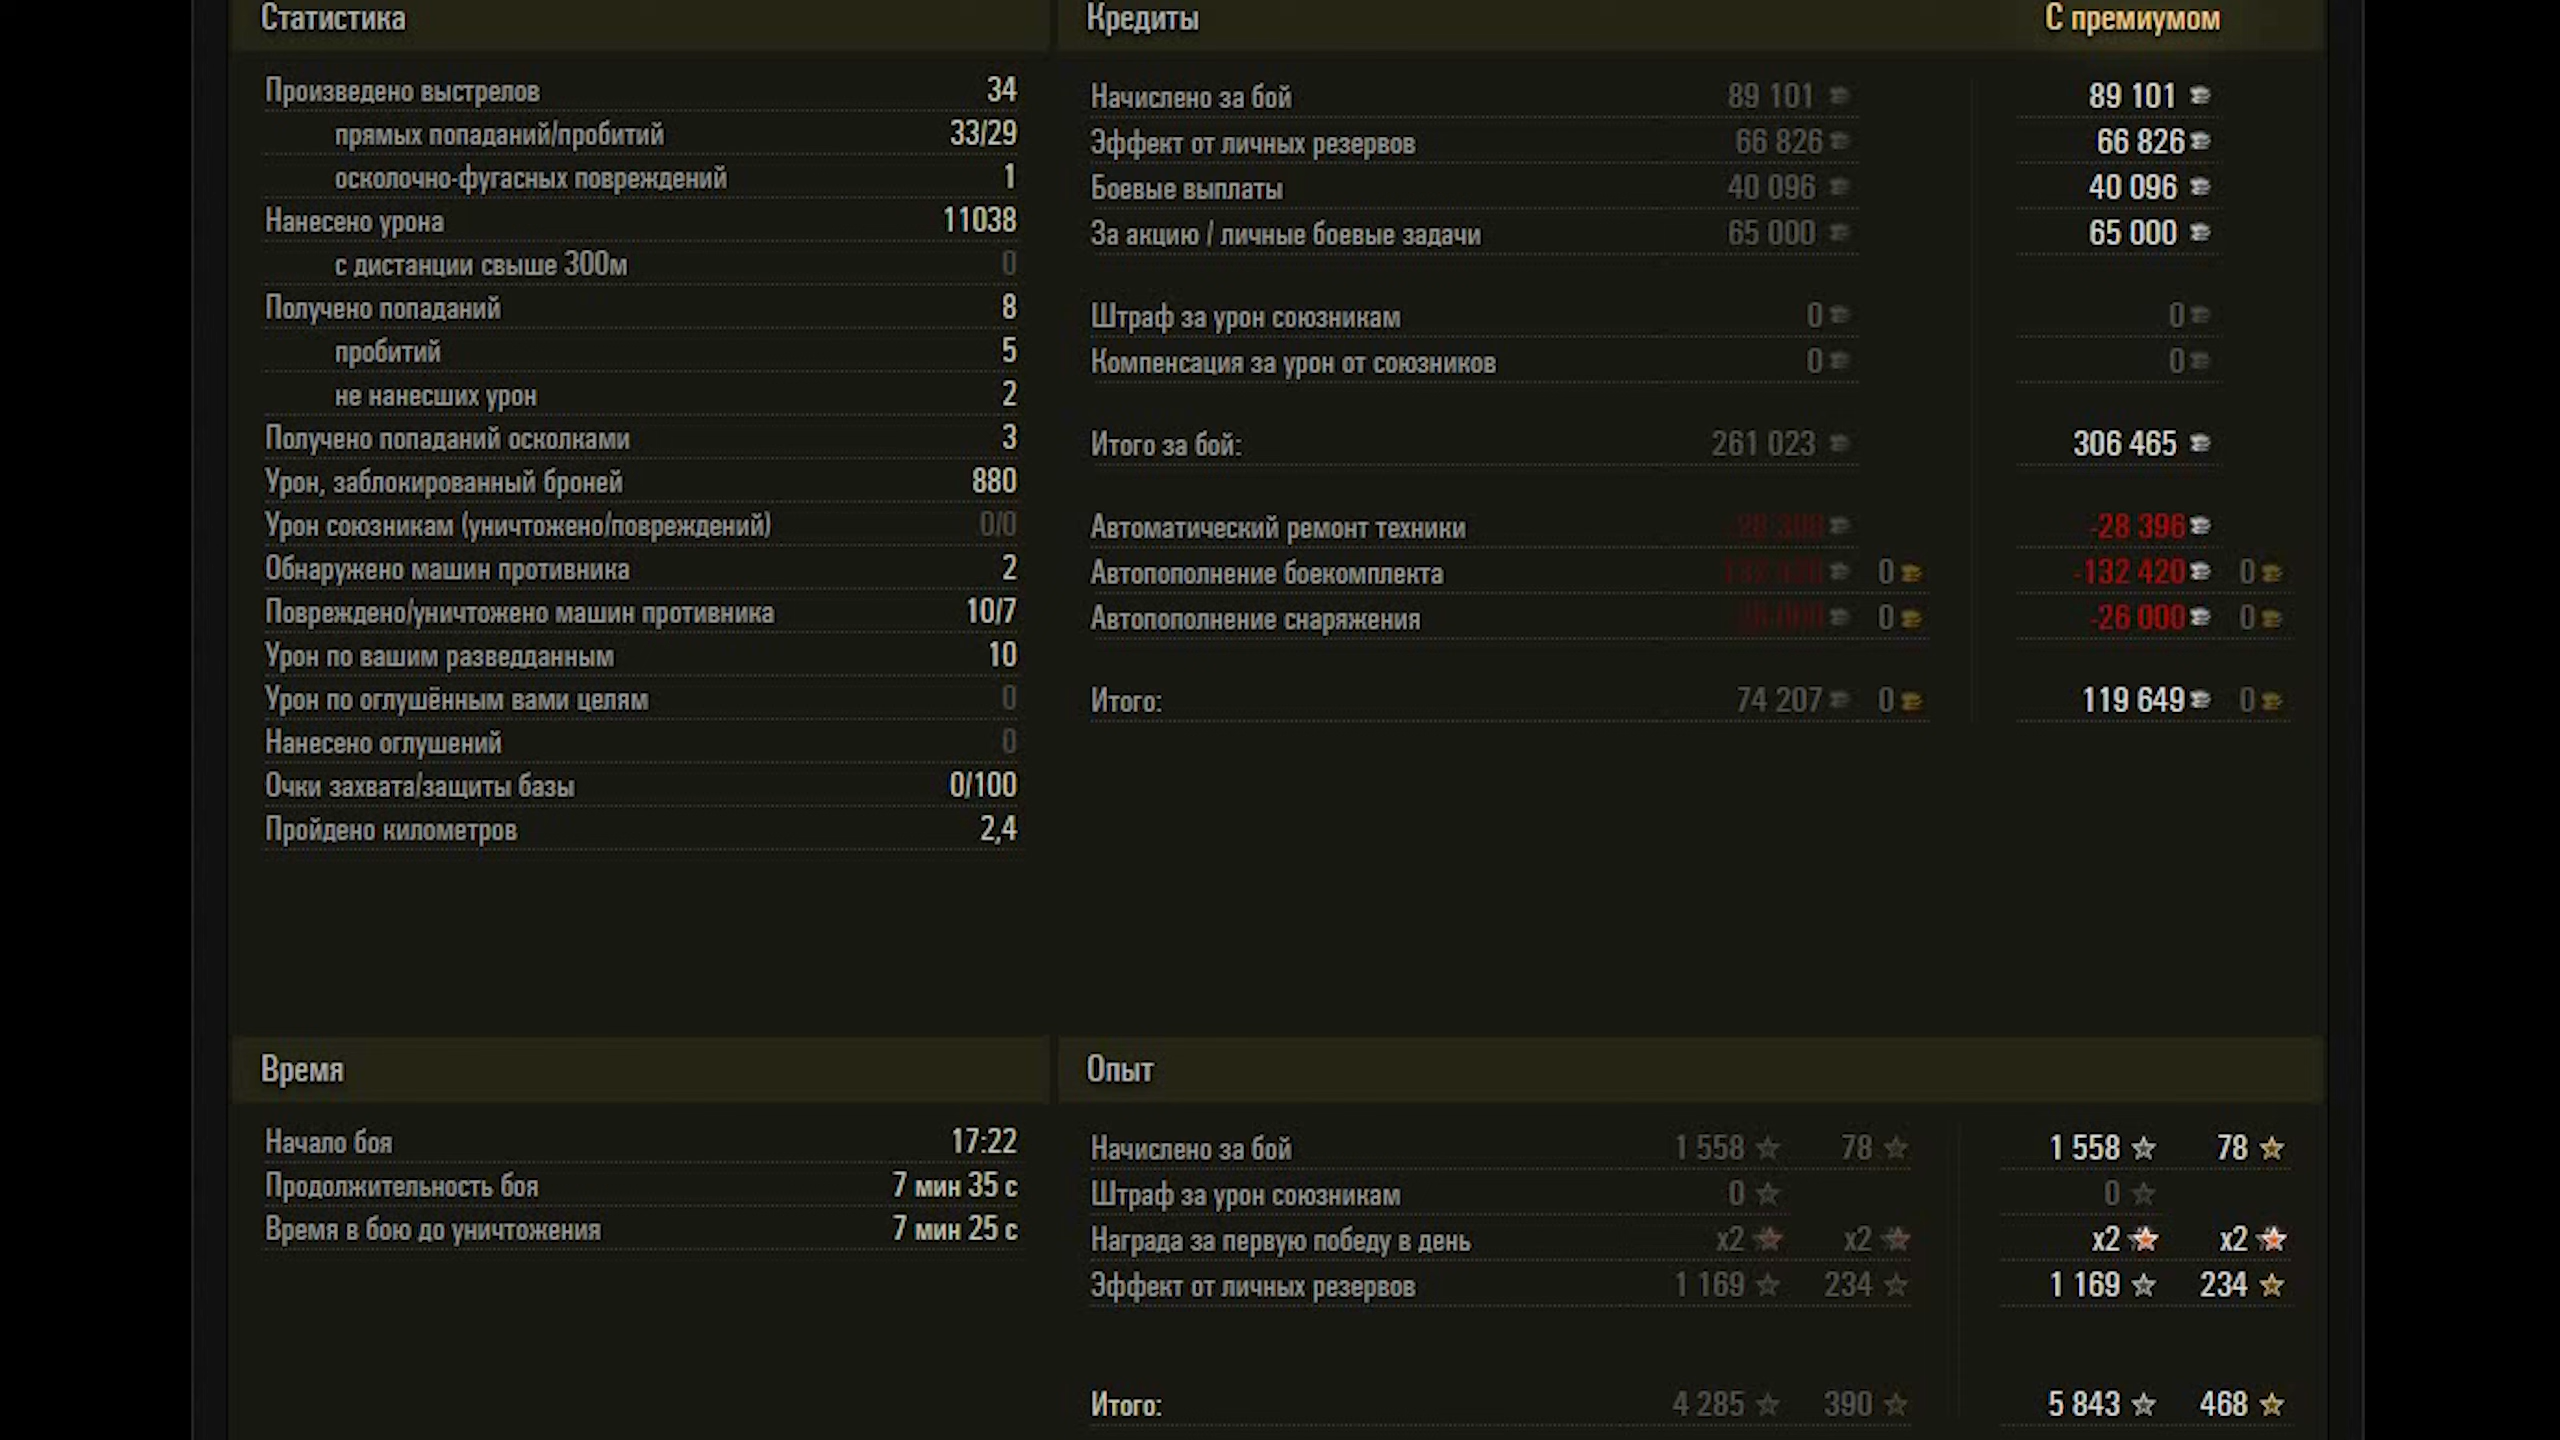 Статистика
Произведено выстрелов 34
прямых попаданий/пробитий 33/29
осколочно-фугасных повреждений 1
Нанесено урона 11038
с дистанции свыше 300м 0
Получено попаданий 8
пробитий 5
не нанесших урон 2
Получено попаданий осколками 3
Урон, заблокированный броней 880
Урон союзникам (уничтожено/повреждений) 0/0
Обнаружено машин противника 2
Повреждено/уничтожено машин противника 10/7
Урон по вашим разведданным 10
Урон по оглушённым вами целям 0
Нанесено оглушений 0
Очки захвата/защиты базы 0/100
Пройдено километров 2,4
Кредиты С премиумом
Начислено за бой 89 101 89 101
Эффект от личных резервов 66 826 66 826
Боевые выплаты 40 096 40 096
За акцию / личные боевые задачи 65 000 65 000
Штраф за урон союзникам 0 0
Компенсация за урон от союзников 0 0
Итого за бой: 261 023 306 465
Автоматический ремонт техники -28 396
Автопополнение боекомплекта 0 -132 420 0
Автопополнение снаряжения 0 -26 000 0
Итого: 74 207 0 119 649 0
Время
Начало боя 17:22
Продолжительность боя 7 мин 35 с
Время в бою до уничтожения 7 мин 25 с
Опыт
Начислено за бой 1 558 78 1 558 78
Штраф за урон союзникам 0 0
Награда за первую победу в день x2 x2 x2 x2
Эффект от личных резервов 1 169 234 1 169 234
Итого: 4 285 390 5 843 468